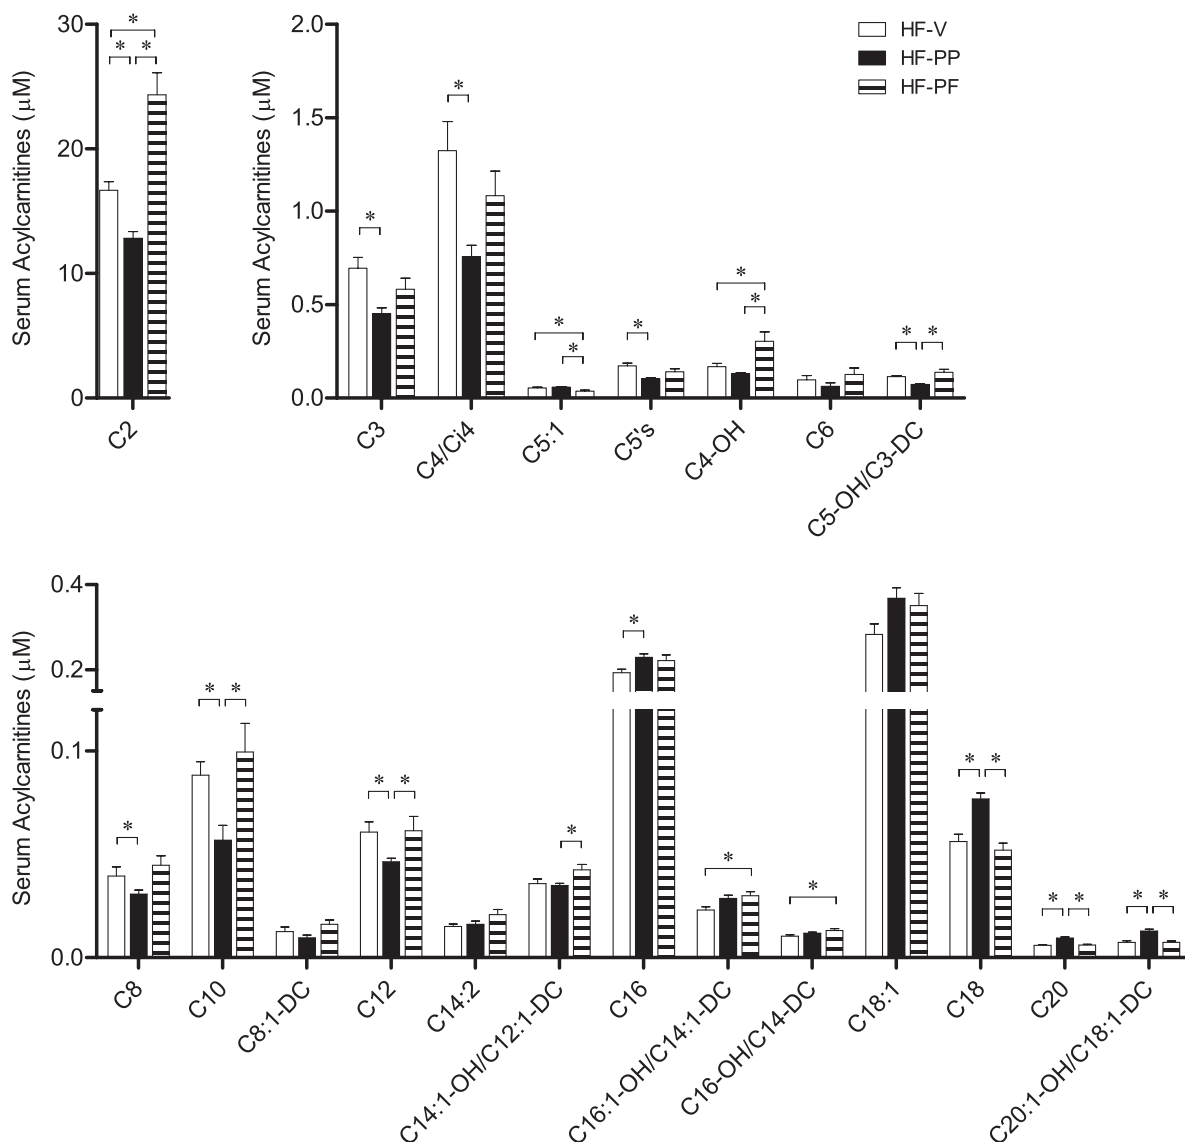 Serum Acylcarnitines (μM)
30
20
10
0
* 
* *
C2
Serum Acylcarnitines (μM)
2.0
1.5
1.0
0.5
0.0
*
*
*
*
*
*
*
* *
C3
C4/Ci4
C5:1
C5's
C4-OH
C6
C5-OH/C3-DC
HF-V
HF-PP
HF-PF
Serum Acylcarnitines (μM)
0.4
0.2
0.1
0.0
*
* *
* *
*
*
*
*
* *
* *
* *
C8
C10
C8:1-DC
C12
C14:2
C14:1-OH/C12:1-DC
C16
C16:1-OH/C14:1-DC
C16-OH/C14-DC
C18:1
C18
C20
C20:1-OH/C18:1-DC